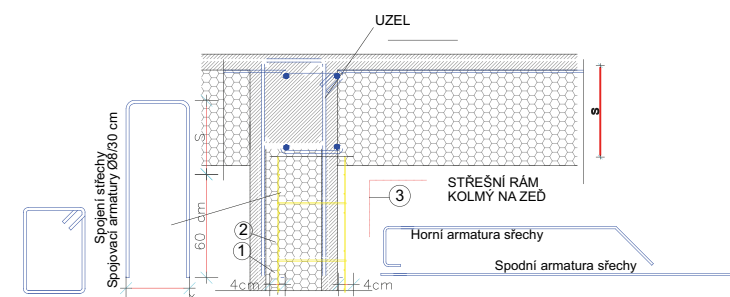 UZEL
S
Spojení střechy
Spojovací armatury Ø8/30 cm
S
60 cm
STŘEŠNÍ RÁM
KOLMÝ NA ZEĎ
3
2
1
Horní armatura sřechy
Spodní armatura sřechy
4cm
4cm